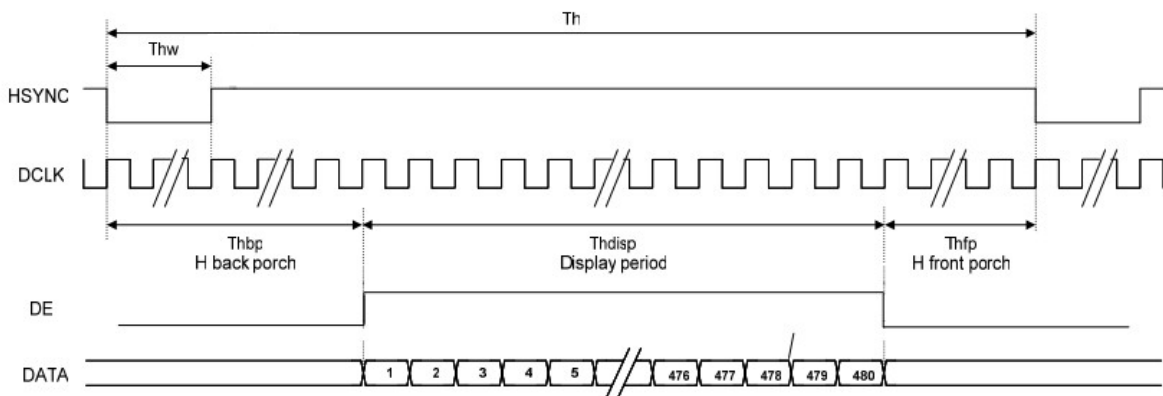 Th
Thw
HSYNC
DCLK
Thbp
H back porch
Thdisp
Display period
Thfp
H front porch
DE
DATA
1 2 3 4 5 476 477 478 479 480